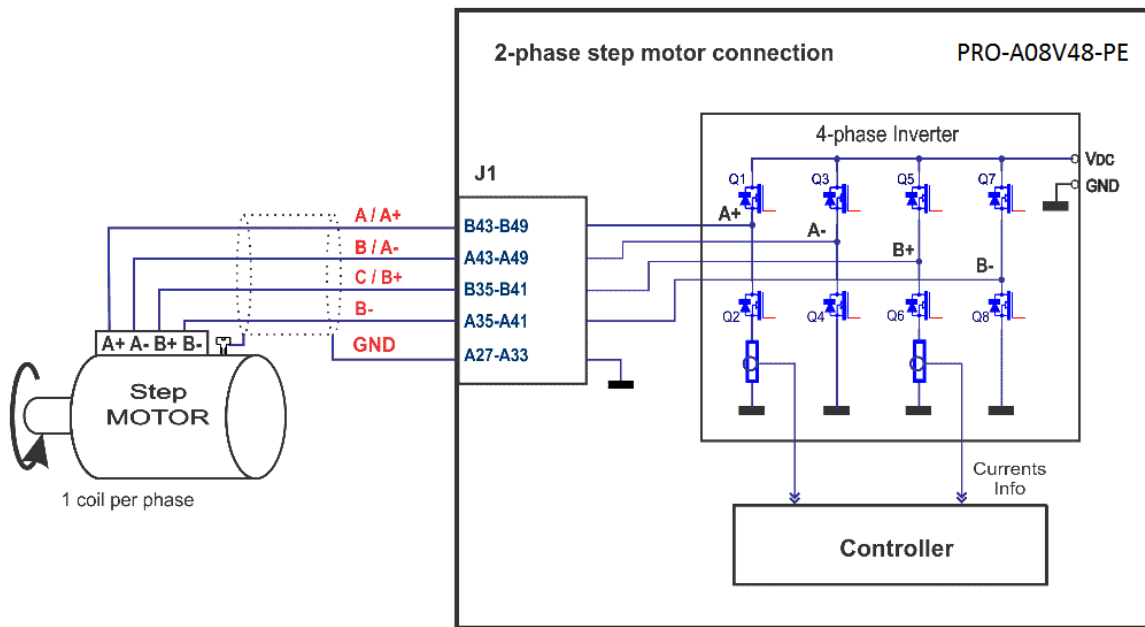 2-phase step motor connection
PRO-A08V48-PE
4-phase Inverter
VDC
GND
J1
Q1
Q3
Q5
Q7
A+
A-
B+
B-
Q2
Q4
Q6
Q8
A / A+
B43-B49
B / A-
A43-A49
C / B+
B35-B41
B-
A35-A41
GND
A27-A33
A+ A- B+ B-
Step
MOTOR
1 coil per phase
Currents
Info
Controller